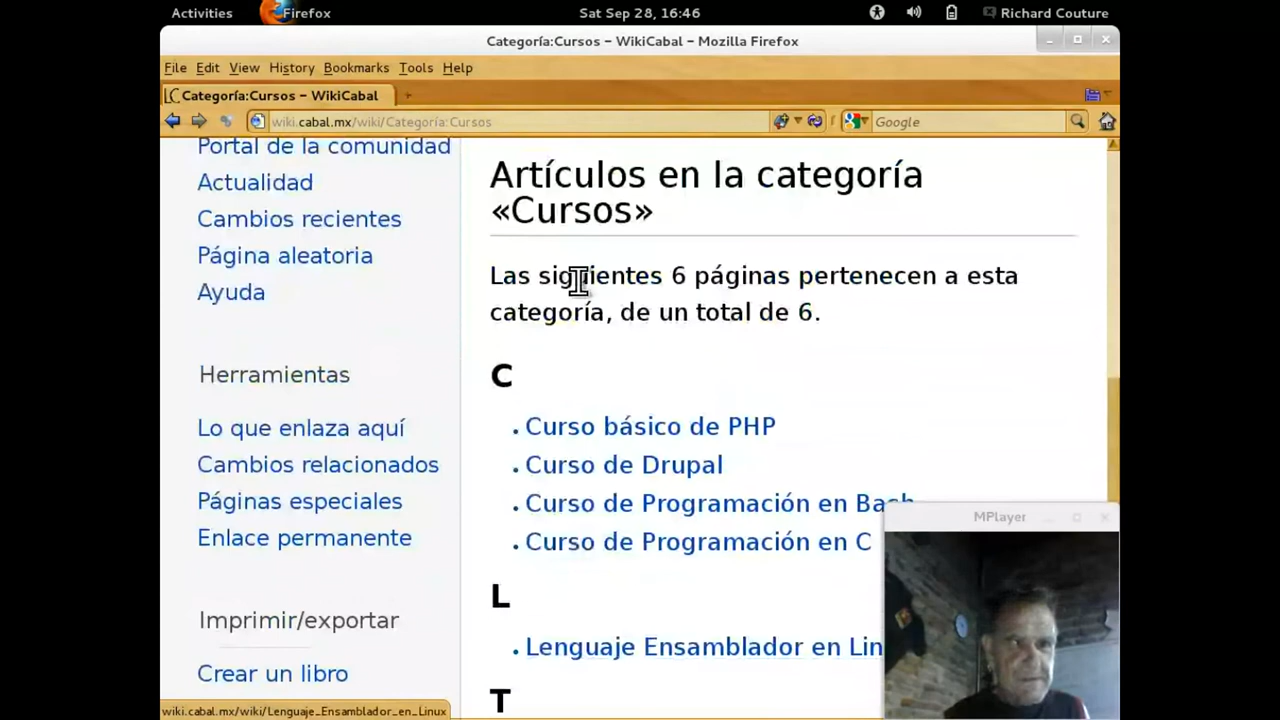 Activities Firefox Sat Sep 28, 16:46 Richard Couture
Categoría:Cursos – WikiCabal – Mozilla Firefox
File Edit View History Bookmarks Tools Help
Categoría:Cursos – WikiCabal
wiki.cabal.mx/wiki/Categoría:Cursos Google
Portal de la comunidad
Actualidad
Cambios recientes
Página aleatoria
Ayuda
Herramientas
Lo que enlaza aquí
Cambios relacionados
Páginas especiales
Enlace permanente
Imprimir/exportar
Crear un libro
Artículos en la categoría
«Cursos»
Las siguientes 6 páginas pertenecen a esta
categoría, de un total de 6.
C
Curso básico de PHP
Curso de Drupal
Curso de Programación en Bash
Curso de Programación en C
L
Lenguaje Ensamblador en Lin
T
MPlayer
wiki.cabal.mx/wiki/Lenguaje_Ensamblador_en_Linux